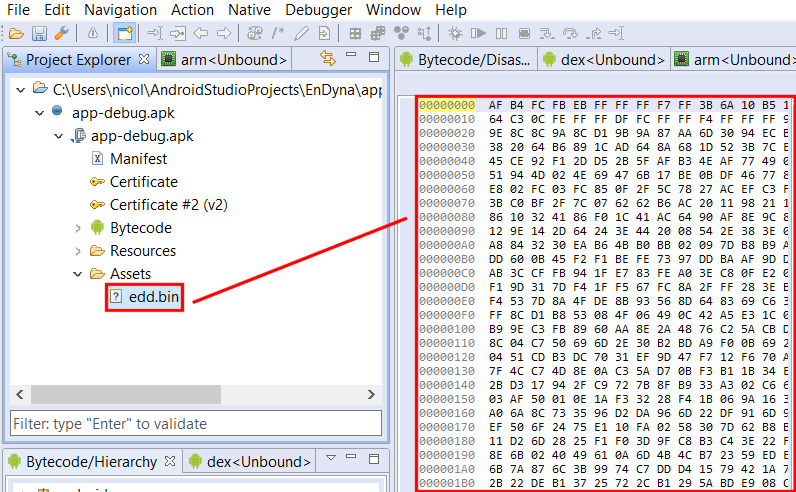 File Edit Navigation Action Native Debugger Window Help
Project Explorer arm<Unbound>
C:\Users\nicol\AndroidStudioProjects\EnDyna\app
app-debug.apk
app-debug.apk
Manifest
Certificate
Certificate #2 (v2)
Bytecode
Resources
Assets
edd.bin
Filter: type "Enter" to validate
Bytecode/Hierarchy dex<Unbound>
Bytecode/Disas... dex<Unbound> arm<Unbound>
00000000 AF B4 FC FB EB FF FF FF F7 FF 3B 6A 10 B5 1
00000010 64 C3 0C FE FF FF DF FF FF FF F4 FF FF FF 9
00000020 9E 8C 8C 9A 8C D1 9B 9A 87 AA 6D 30 94 EC B
00000030 38 20 64 B6 89 1C AD 64 8A 68 1D 52 3B 7C E
00000040 45 CE 92 F1 2D D5 2B 5F AF B3 4E AF 77 49 0
00000050 51 94 4D 02 4E 69 47 6B 17 BE 0B DF 46 77 8
00000060 E8 02 FC 03 FC 85 0F 2F 5C 78 27 AC EF C3 F
00000070 3B C0 BF 2F 7C 07 62 62 B6 AC 20 11 98 21 1
00000080 86 10 32 41 86 F0 1C 41 AC 64 90 AF 8E 9C 8
00000090 12 9E 14 2D 64 24 3E 44 20 08 54 2E 38 3E 0
000000A0 A8 84 32 30 EA B6 4B B0 BB 02 09 7D B8 B9 A
000000B0 DD 60 0B 45 F2 F1 BE FE 73 97 DD BA AF 9D D
000000C0 AB 3C CF FB 94 1F E7 83 FE A0 3E C8 0F E2 0
000000D0 F1 9D 31 7D F4 1F F5 67 FC 8A 2F FF 28 3E B
000000E0 F4 53 7D 8A 4F DE 8B 93 56 8D 64 83 69 C6 3
000000F0 FF 8C D1 B8 53 08 4F 06 49 0C 42 A5 E3 1C 0
00000100 B9 9E C3 FB 89 60 AA 8E 2A 48 76 C2 5A CB D
00000110 8C 04 C7 50 69 6D 2E 30 B2 BD A9 F0 0B 69 2
00000120 04 51 CD B3 DC 70 31 EF 9D 47 F7 12 F6 70 A
00000130 7F 4C C7 4D 8E 0A C3 5A D7 0B F3 B1 1B 34 E
00000140 2B D3 17 94 2F C9 72 7B 8F B9 33 A3 02 C6 6
00000150 03 AF 50 01 0E 1A F3 32 28 F4 1B 06 9A 16 3
00000160 A0 6A 8C 73 35 96 D2 DA 96 6D 22 DF 91 6D 9
00000170 EF 50 6F 24 75 E1 10 FA 02 58 30 7D 62 B8 B
00000180 11 D6 6D 28 25 F1 F0 3D 9F C8 B3 C4 3E 22 F
00000190 8E 6B 02 40 49 61 0A 6D 4B 4C B7 23 59 ED E
000001A0 6B 7A 87 6C 3B 99 74 C7 DD D4 15 79 42 1A 7
000001B0 2B 22 DE B1 37 25 72 2C B1 29 5A BD E9 08 C